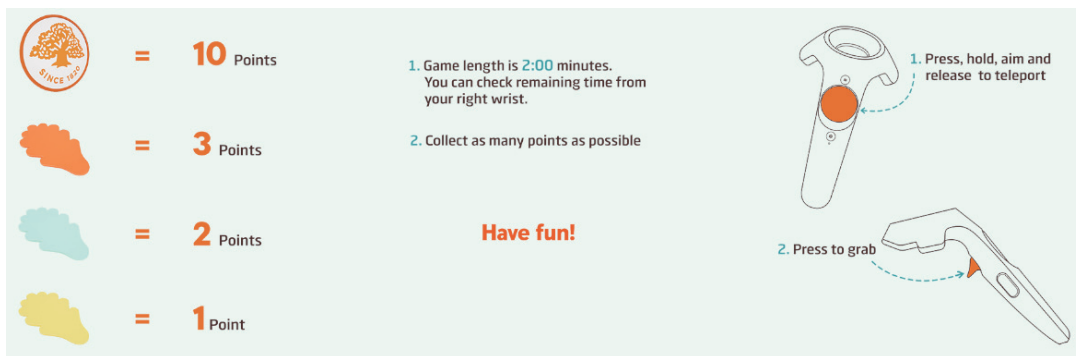 SINCE 1820
= 10 Points
= 3 Points
= 2 Points
= 1 Point
1. Game length is 2:00 minutes.
You can check remaining time from
your right wrist.
2. Collect as many points as possible
Have fun!
1. Press, hold, aim and
release to teleport
2. Press to grab